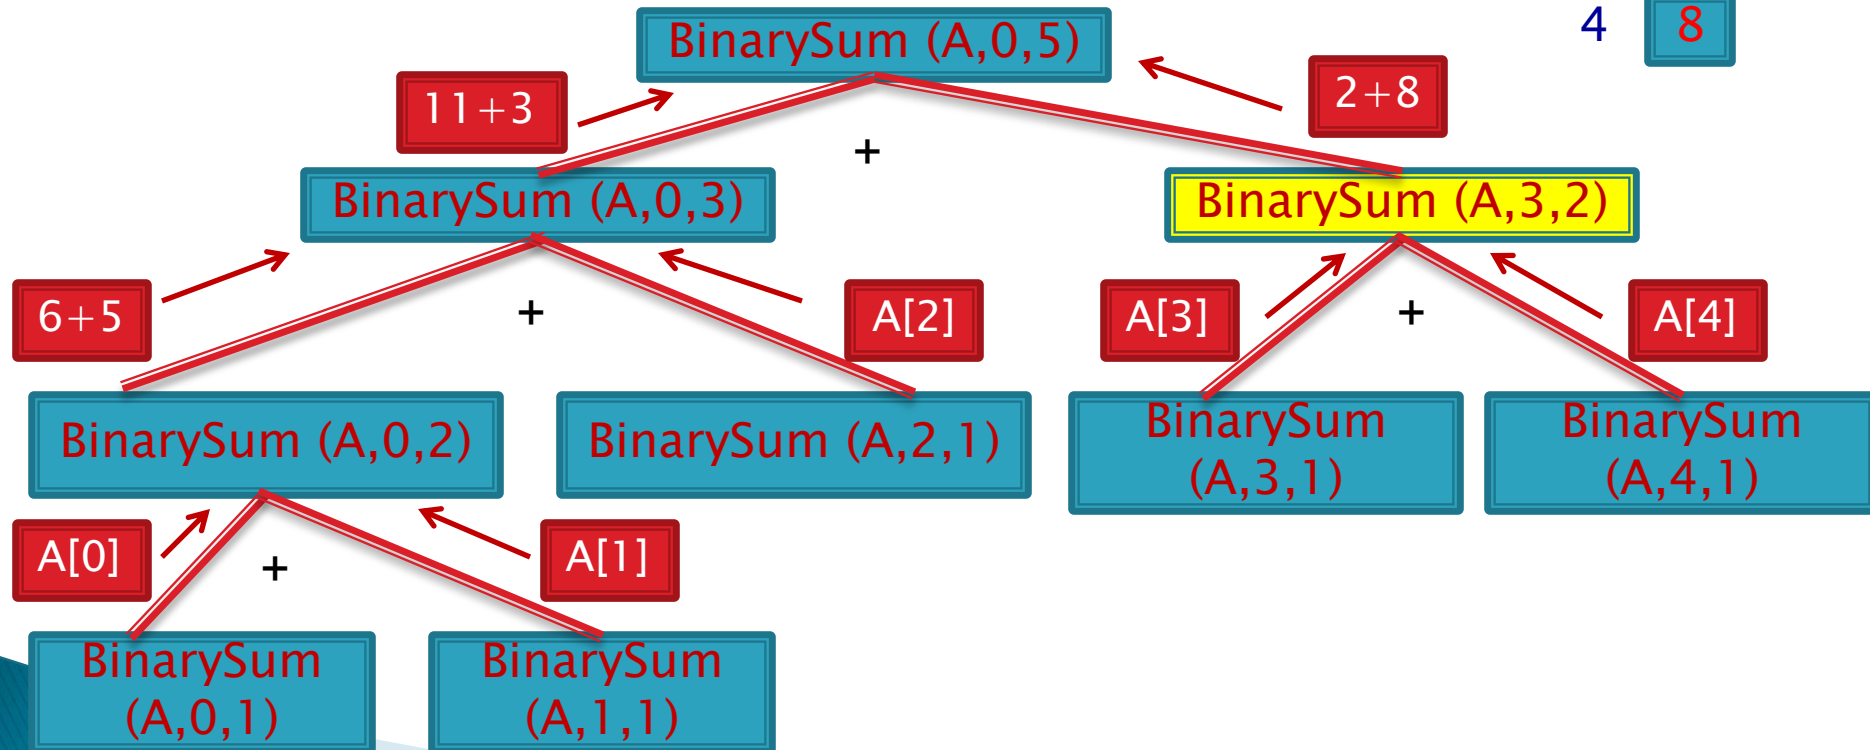 BinarySum (A,0,5)
4
8
11+3
2+8
+
BinarySum (A,0,3)
BinarySum (A,3,2)
6+5
+
A[2]
A[3]
+
A[4]
BinarySum (A,0,2)
BinarySum (A,2,1)
BinarySum
(A,3,1)
BinarySum
(A,4,1)
A[0]
+
A[1]
BinarySum
(A,0,1)
BinarySum
(A,1,1)